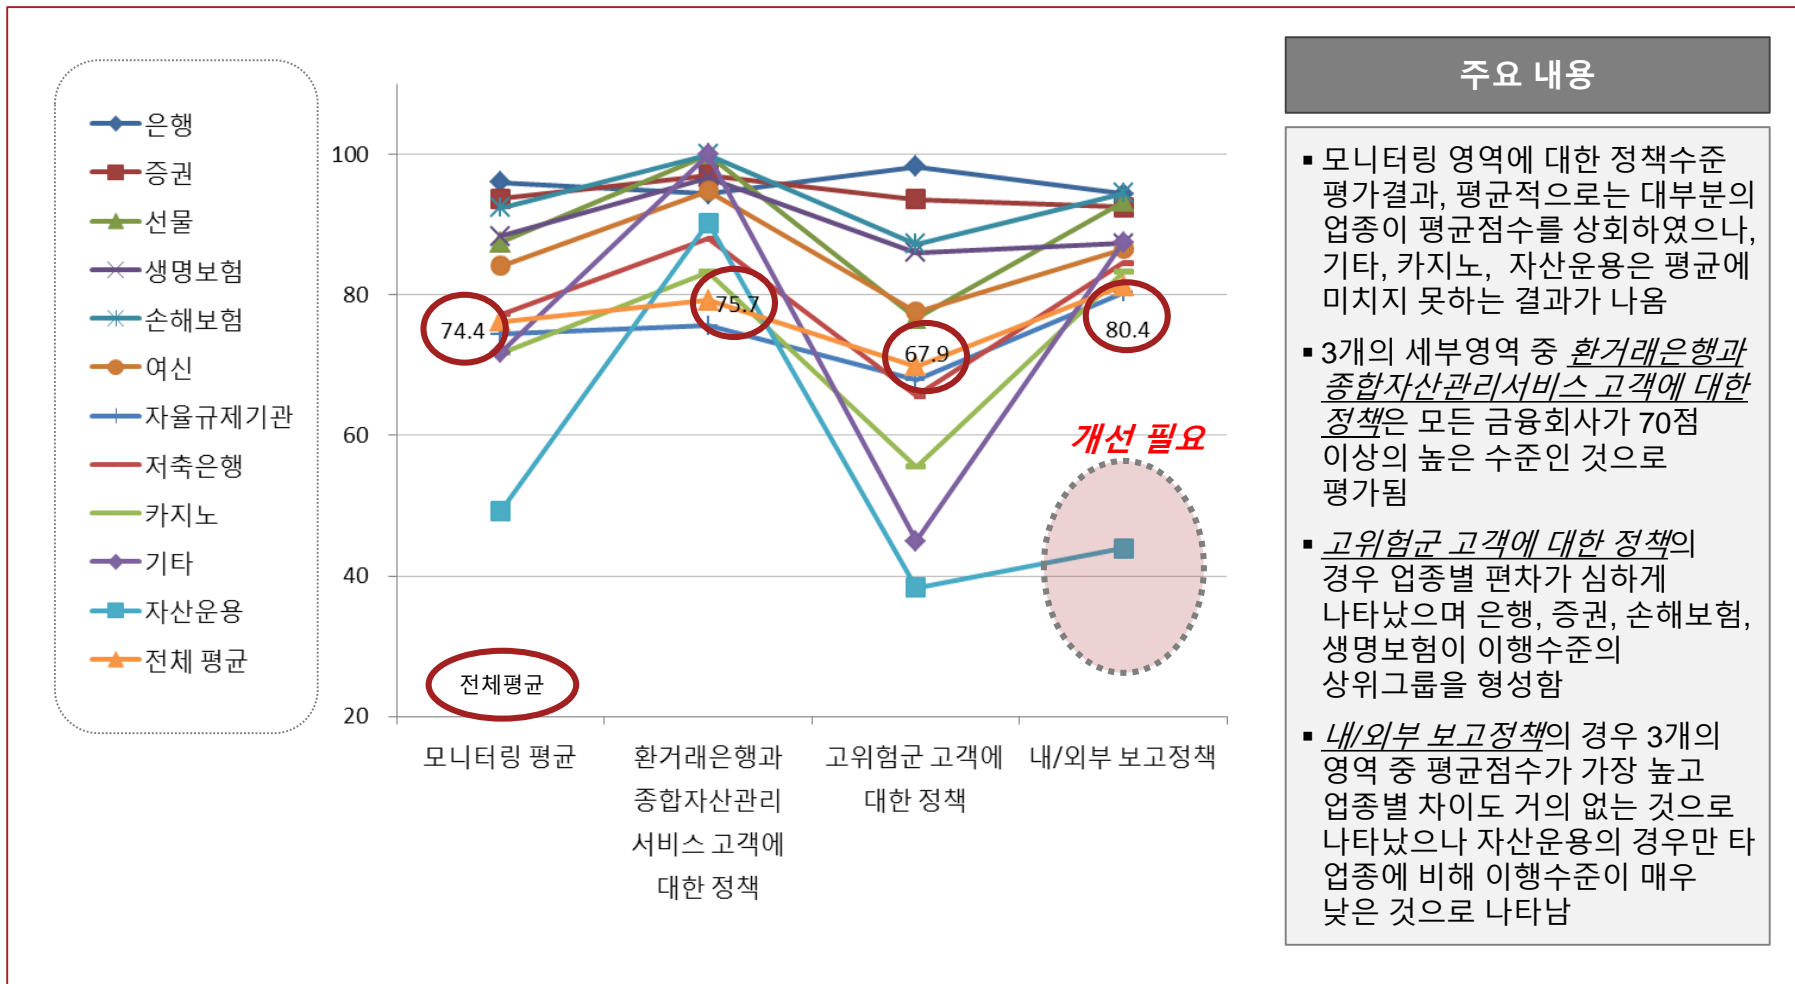 은행
증권
선물
생명보험
손해보험
여신
자율규제기관
저축은행
카지노
기타
자산운용
전체 평균
100
80
60
40
20
74.4
75.7
67.9
80.4
개선 필요
전체평균
모니터링 평균
환거래은행과
종합자산관리
서비스 고객에
대한 정책
고위험군 고객에
대한 정책
내/외부 보고정책
주요 내용
▪ 모니터링 영역에 대한 정책수준
평가결과, 평균적으로는 대부분의
업종이 평균점수를 상회하였으나,
기타, 카지노, 자산운용은 평균에
미치지 못하는 결과가 나옴
▪ 3개의 세부영역 중 환거래은행과
종합자산관리서비스 고객에 대한
정책은 모든 금융회사가 70점
이상의 높은 수준인 것으로
평가됨
▪ 고위험군 고객에 대한 정책의
경우 업종별 편차가 심하게
나타났으며 은행, 증권, 손해보험,
생명보험이 이행수준의
상위그룹을 형성함
▪ 내/외부 보고정책의 경우 3개의
영역 중 평균점수가 가장 높고
업종별 차이도 거의 없는 것으로
나타났으나 자산운용의 경우만 타
업종에 비해 이행수준이 매우
낮은 것으로 나타남